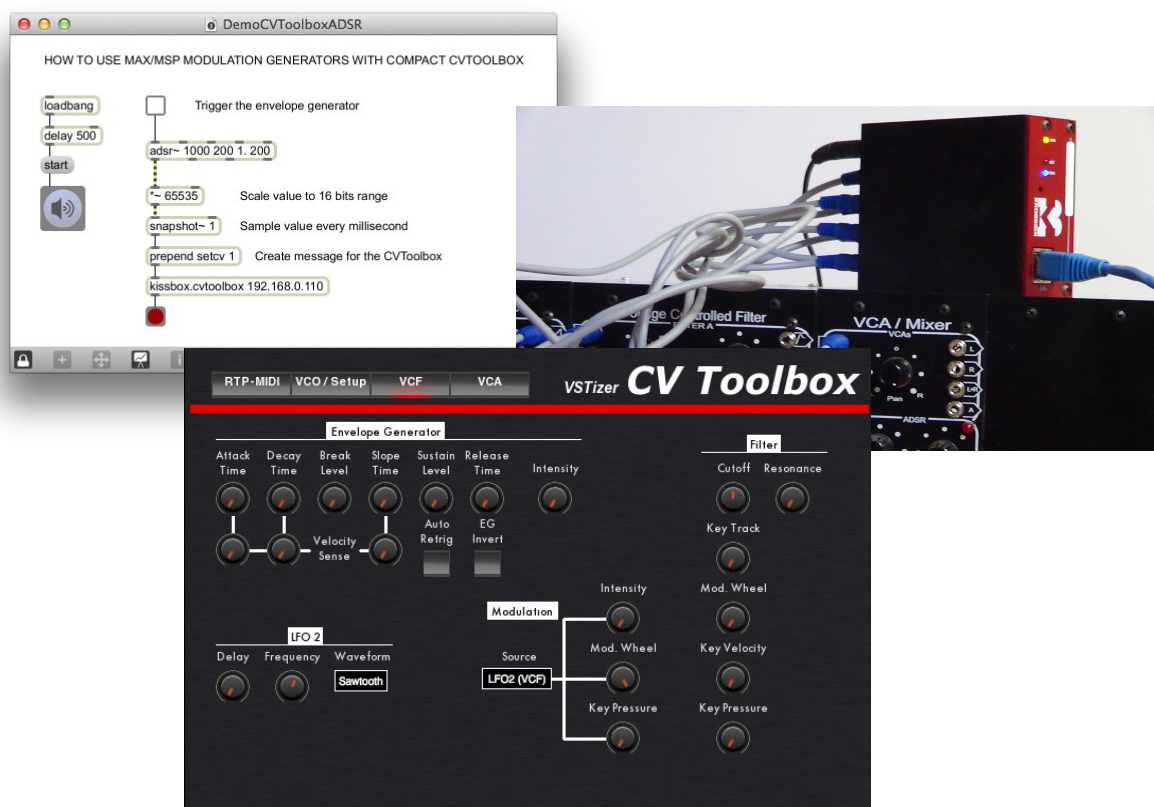 DemoCVToolboxADSR
HOW TO USE MAX/MSP MODULATION GENERATORS WITH COMPACT CVTOOLBOX
loadbang
Trigger the envelope generator
delay 500
adsr~ 1000 200 1. 200
start
*~ 65535
Scale value to 16 bits range
snapshot~ 1
Sample value every millisecond
prepend setcv 1
Create message for the CVToolbox
kissbox.cvtoolbox 192.168.0.110
Controlled Filter
FILTER A
VCA / Mixer
VCAs
L
R
L+R
A
Pan
R
ADSR
RTP-MIDI
VCO / Setup
VCF
VCA
VSTizer CV Toolbox
Envelope Generator
Attack Time
Decay Time
Break Level
Slope Time
Sustain Level
Release Time
Intensity
Velocity Sense
Auto Retrig
EG Invert
Filter
Cutoff
Resonance
Key Track
Mod. Wheel
Key Velocity
Key Pressure
Modulation
Intensity
Source
Mod. Wheel
LFO2 (VCF)
Key Pressure
LFO 2
Delay
Frequency
Waveform
Sawtooth